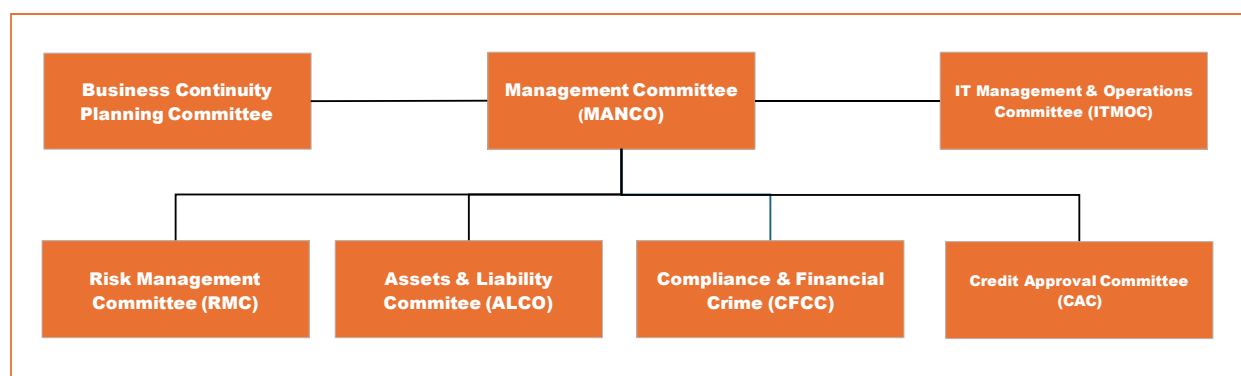 Business Continuity
Planning Committee
Management Committee
(MANCO)
IT Management & Operations
Committee (ITMOC)
Risk Management
Committee (RMC)
Assets & Liability
Commitee (ALCO)
Compliance & Financial
Crime (CFCC)
Credit Approval Committee
(CAC)